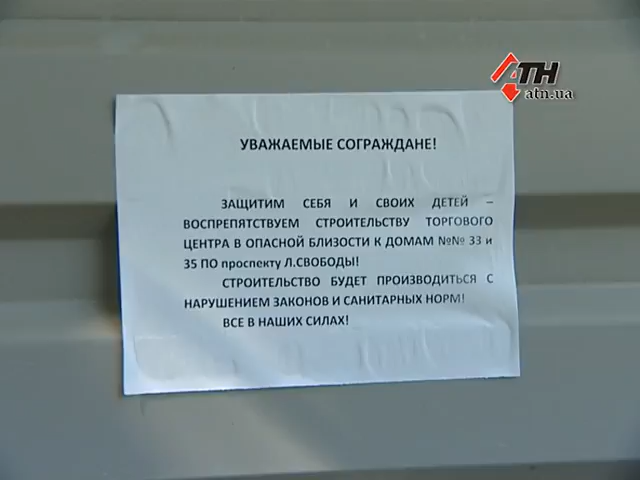 АТН
atn.ua
УВАЖАЕМЫЕ СОГРАЖДАНЕ!
ЗАЩИТИМ СЕБЯ И СВОИХ ДЕТЕЙ –
ВОСПРЕПЯТСТВУЕМ СТРОИТЕЛЬСТВУ ТОРГОВОГО
ЦЕНТРА В ОПАСНОЙ БЛИЗОСТИ К ДОМАМ №№ 33 и
35 ПО проспекту Л.СВОБОДЫ!
СТРОИТЕЛЬСТВО БУДЕТ ПРОИЗВОДИТЬСЯ С
НАРУШЕНИЕМ ЗАКОНОВ И САНИТАРНЫХ НОРМ!
ВСЕ В НАШИХ СИЛАХ!